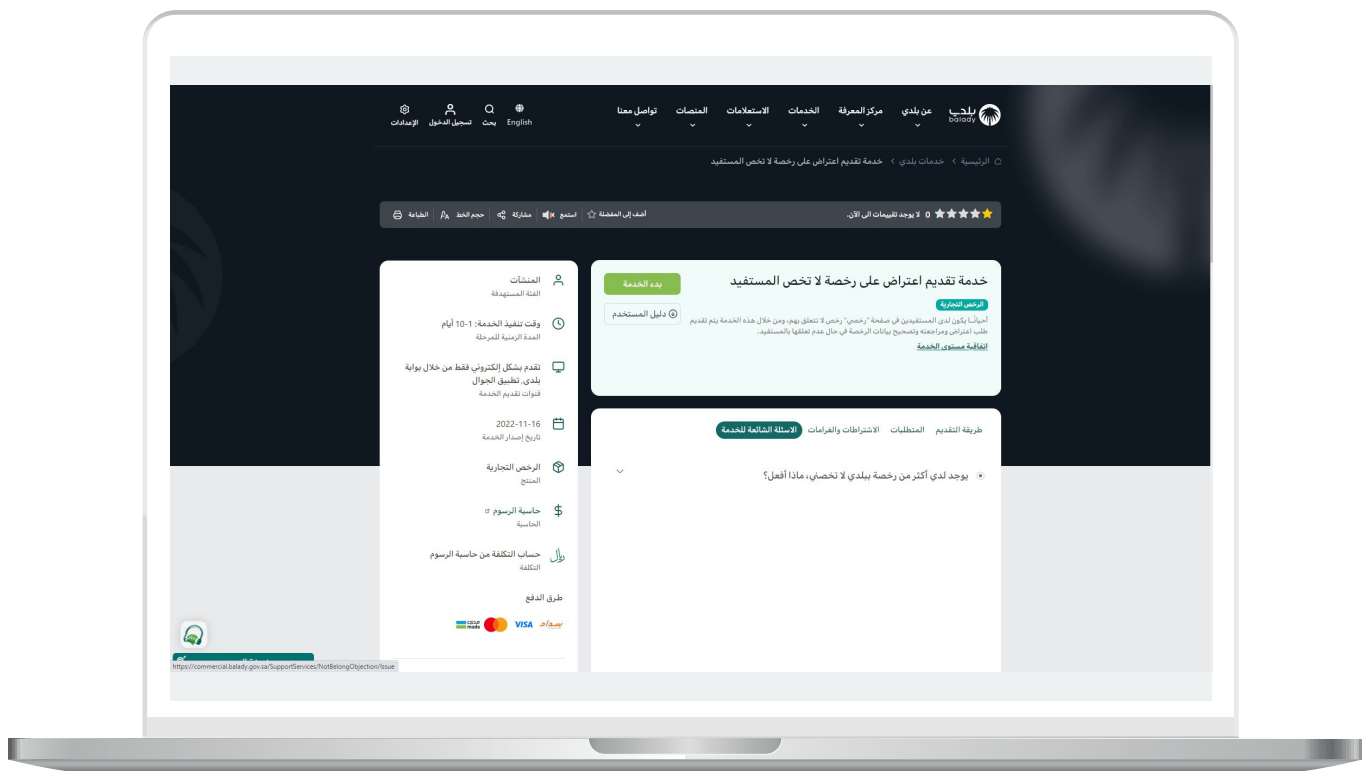 بلدي
balady
عن بلدي
مركز المعرفة
الخدمات
الاستعلامات
المنصات
تواصل معنا
English
بحث
تسجيل الدخول
الإعدادات
الرئيسية
خدمات بلدي
خدمة تقديم اعتراض على رخصة لا تخص المستفيد
0 لا يوجد تقييمات الى الآن.
أضف إلى المفضلة
استمع
مشاركة
حجم الخط
الطباعة
خدمة تقديم اعتراض على رخصة لا تخص المستفيد
بدء الخدمة
الرخص التجارية
دليل المستخدم
أحيانًا يكون لدى المستفيدين في صفحة "رخصي" رخص لا تتعلق بهم، ومن خلال هذه الخدمة يتم تقديم
طلب اعتراض ومراجعته وتصحيح بيانات الرخصة في حال عدم تعلقها بالمستفيد.
اتفاقية مستوى الخدمة
طريقة التقديم
المتطلبات
الاشتراطات والغرامات
الاسئلة الشائعة للخدمة
يوجد لدي أكثر من رخصة ببلدي لا تخصني، ماذا أفعل؟
المنشآت
الفئة المستهدفة
وقت تنفيذ الخدمة: 1-10 أيام
المدة الزمنية للمرحلة
تقدم بشكل إلكتروني فقط من خلال بوابة
بلدي, تطبيق الجوال
قنوات تقديم الخدمة
2022-11-16
تاريخ إصدار الخدمة
الرخص التجارية
المنتج
حاسبة الرسوم
الحاسبة
حساب التكلفة من حاسبة الرسوم
التكلفة
طرق الدفع
سداد
VISA
مدى
mada
https://commercial.balady.gov.sa/SupportServices/NotBelongObjection/Issue